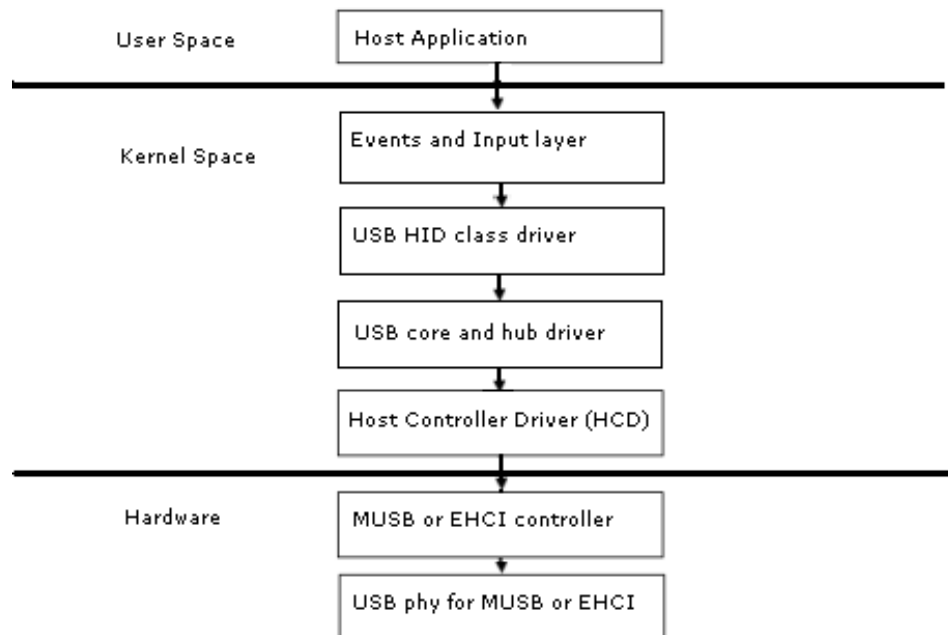 User Space
Host Application
Kernel Space
Events and Input layer
USB HID class driver
USB core and hub driver
Host Controller Driver (HCD)
Hardware
MUSB or EHCI controller
USB phy for MUSB or EHCI